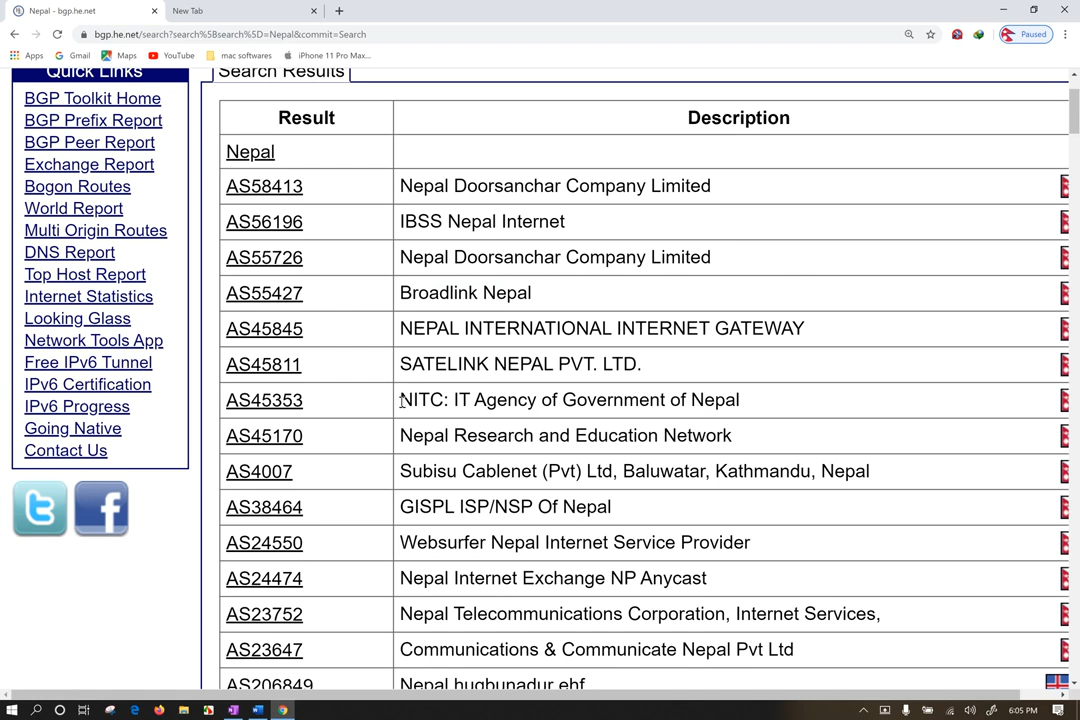 Nepal - bgp.he.net
New Tab
bgp.he.net/search?search%5Bsearch%5D=Nepal&commit=Search
Paused
Apps
Gmail
Maps
YouTube
mac softwares
iPhone 11 Pro Max...
Quick Links
BGP Toolkit Home
BGP Prefix Report
BGP Peer Report
Exchange Report
Bogon Routes
World Report
Multi Origin Routes
DNS Report
Top Host Report
Internet Statistics
Looking Glass
Network Tools App
Free IPv6 Tunnel
IPv6 Certification
IPv6 Progress
Going Native
Contact Us
Search Results
Result Description
Nepal
AS58413 Nepal Doorsanchar Company Limited
AS56196 IBSS Nepal Internet
AS55726 Nepal Doorsanchar Company Limited
AS55427 Broadlink Nepal
AS45845 NEPAL INTERNATIONAL INTERNET GATEWAY
AS45811 SATELINK NEPAL PVT. LTD.
AS45353 NITC: IT Agency of Government of Nepal
AS45170 Nepal Research and Education Network
AS4007 Subisu Cablenet (Pvt) Ltd, Baluwatar, Kathmandu, Nepal
AS38464 GISPL ISP/NSP Of Nepal
AS24550 Websurfer Nepal Internet Service Provider
AS24474 Nepal Internet Exchange NP Anycast
AS23752 Nepal Telecommunications Corporation, Internet Services,
AS23647 Communications & Communicate Nepal Pvt Ltd
AS206849 Nepal hugbunadur ehf
6:05 PM